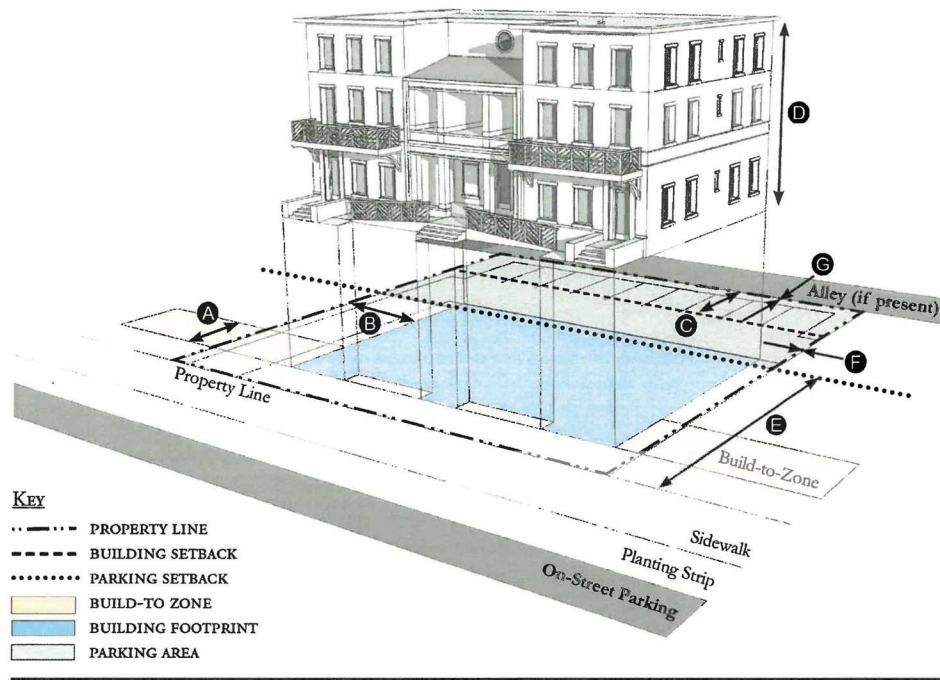 D
G
Alley (if present)
C
A
B
F
Property Line
E
Build-to-Zone
KEY
PROPERTY LINE
BUILDING SETBACK
PARKING SETBACK
BUILD-TO ZONE
BUILDING FOOTPRINT
PARKING AREA
Sidewalk
Planting Strip
On-Street Parking